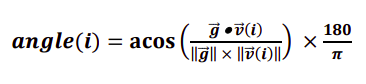 angle(i) = acos ( g⃗ • v⃗(i) / ‖g⃗‖ × ‖v⃗(i)‖ ) × 180 / π